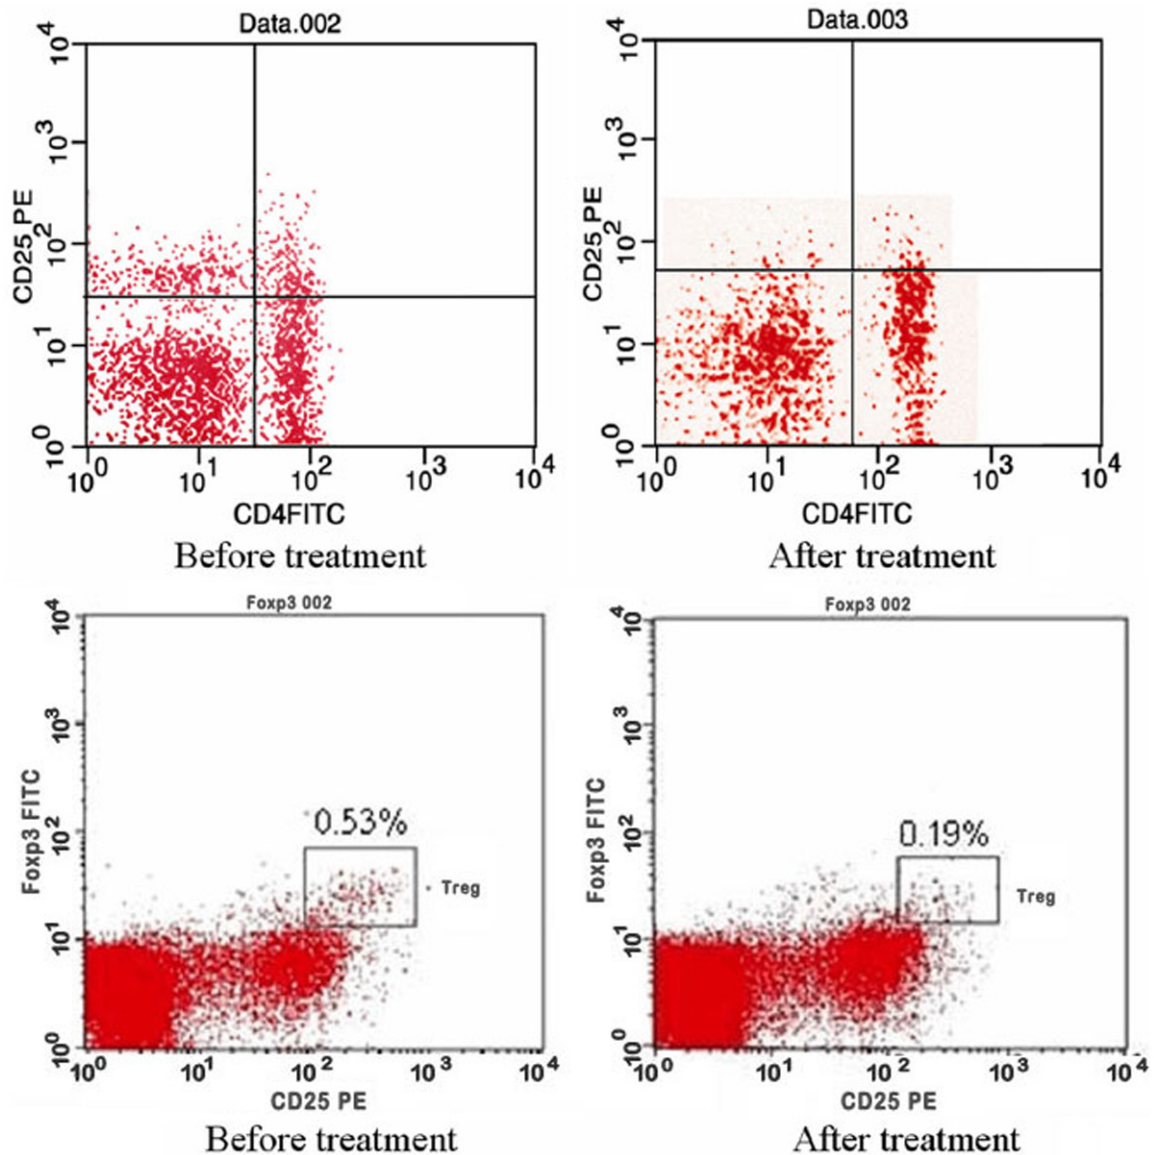 Data.002
10^4
10^3
10^2
10^1
10^0
CD25 PE
10^0 10^1 10^2 10^3 10^4
CD4FITC
Before treatment
Data.003
10^4
10^3
10^2
10^1
10^0
CD25 PE
10^0 10^1 10^2 10^3 10^4
CD4FITC
After treatment
Foxp3 002
10^4
10^3
10^2
10^1
10^0
Foxp3 FITC
0.53%
Treg
10^0 10^1 10^2 10^3 10^4
CD25 PE
Before treatment
Foxp3 002
10^4
10^3
10^2
10^1
10^0
Foxp3 FITC
0.19%
Treg
10^0 10^1 10^2 10^3 10^4
CD25 PE
After treatment